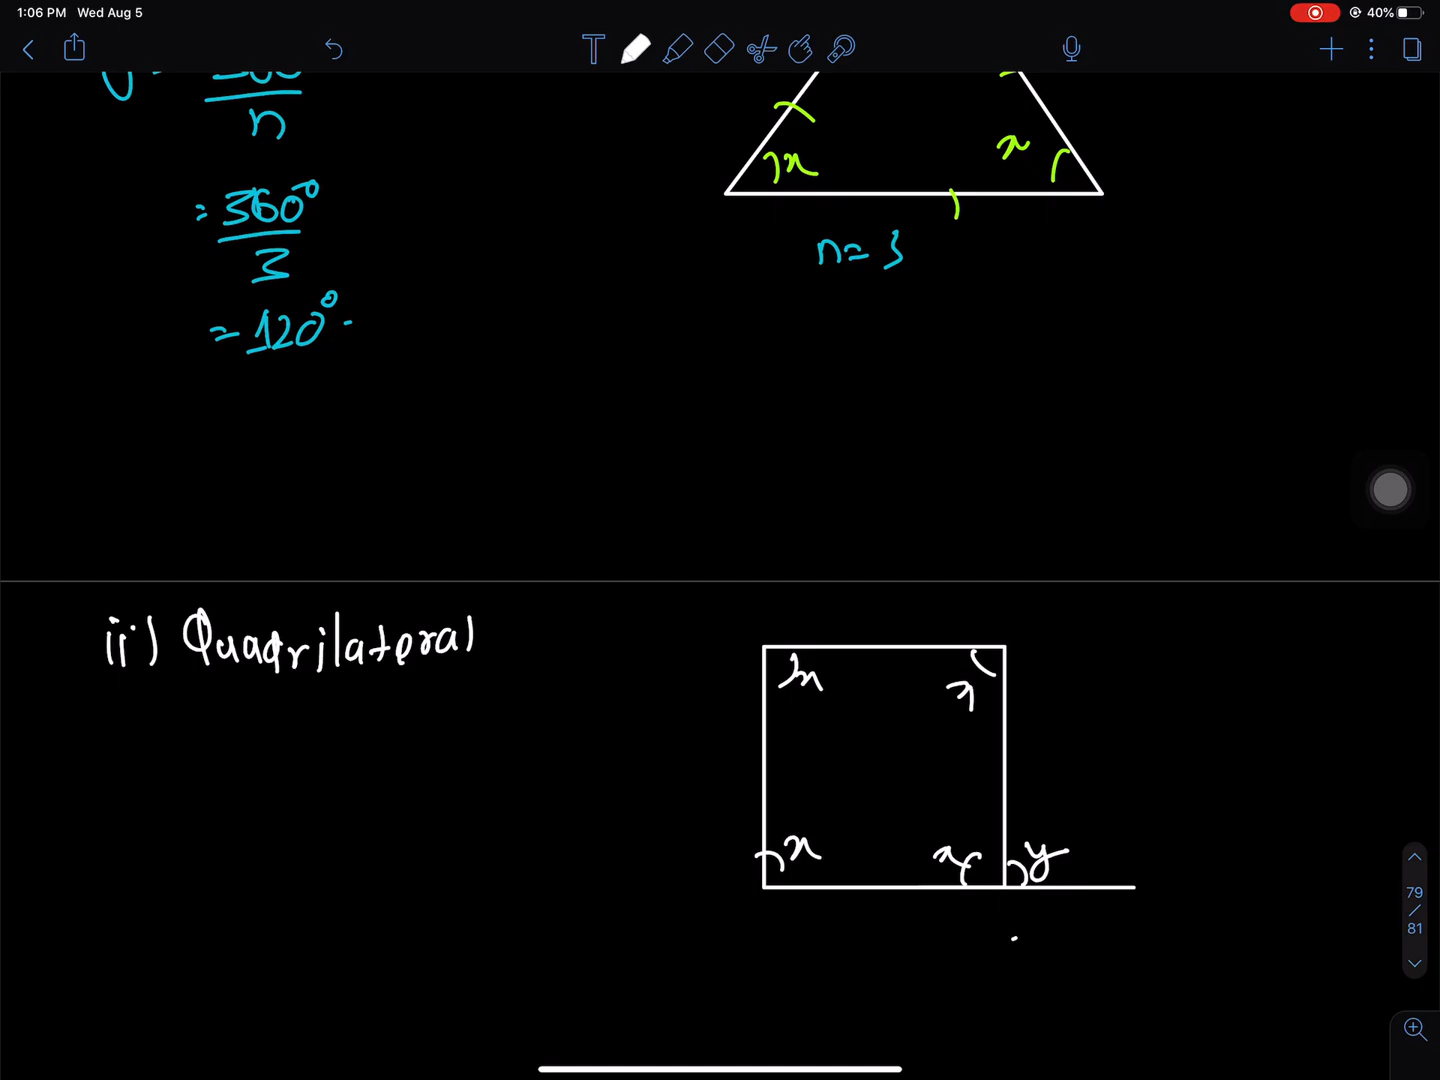 1:06 PM Wed Aug 5
40%
T
n
= 360°
3
= 120°.
x
x
n = 3
ii) Quadrilateral
x
x
x
x
y
79
/
81